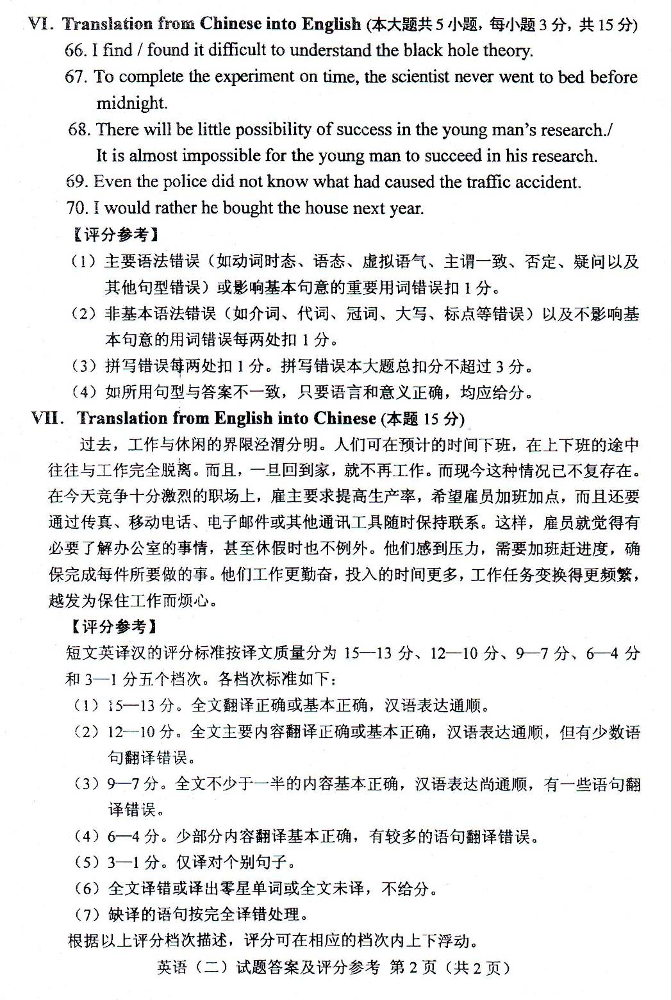 VI. Translation from Chinese into English (本大题共 5 小题, 每小题 3 分, 共 15 分)
66. I find / found it difficult to understand the black hole theory.
67. To complete the experiment on time, the scientist never went to bed before
midnight.
68. There will be little possibility of success in the young man's research./
It is almost impossible for the young man to succeed in his research.
69. Even the police did not know what had caused the traffic accident.
70. I would rather he bought the house next year.
【评分参考】
（1）主要语法错误（如动词时态、语态、虚拟语气、主谓一致、否定、疑问以及
其他句型错误）或影响基本句意的重要用词错误扣 1 分。
（2）非基本语法错误（如介词、代词、冠词、大写、标点等错误）以及不影响基
本句意的用词错误每两处扣 1 分。
（3）拼写错误每两处扣 1 分。拼写错误本大题总扣分不超过 3 分。
（4）如所用句型与答案不一致，只要语言和意义正确，均应给分。
VII. Translation from English into Chinese (本题 15 分)
过去，工作与休闲的界限泾渭分明。人们可在预计的时间下班，在上下班的途中
往往与工作完全脱离。而且，一旦回到家，就不再工作。而现今这种情况已不复存在。
在今天竞争十分激烈的职场上，雇主要求提高生产率，希望雇员加班加点，而且还要
通过传真、移动电话、电子邮件或其他通讯工具随时保持联系。这样，雇员就觉得有
必要了解办公室的事情，甚至休假时也不例外。他们感到压力，需要加班赶进度，确
保完成每件所要做的事。他们工作更勤奋，投入的时间更多，工作任务变换得更频繁，
越发为保住工作而烦心。
【评分参考】
短文英译汉的评分标准按译文质量分为 15—13 分、12—10 分、9—7 分、6—4 分
和 3—1 分五个档次。各档次标准如下：
（1）15—13 分。全文翻译正确或基本正确，汉语表达通顺。
（2）12—10 分。全文主要内容翻译正确或基本正确，汉语表达通顺，但有少数语
句翻译错误。
（3）9—7 分。全文不少于一半的内容基本正确，汉语表达尚通顺，有一些语句翻
译错误。
（4）6—4 分。少部分内容翻译基本正确，有较多的语句翻译错误。
（5）3—1 分。仅译对个别句子。
（6）全文译错或译出零星单词或全文未译，不给分。
（7）缺译的语句按完全译错处理。
根据以上评分档次描述，评分可在相应的档次内上下浮动。
英语（二）试题答案及评分参考 第 2 页（共 2 页）